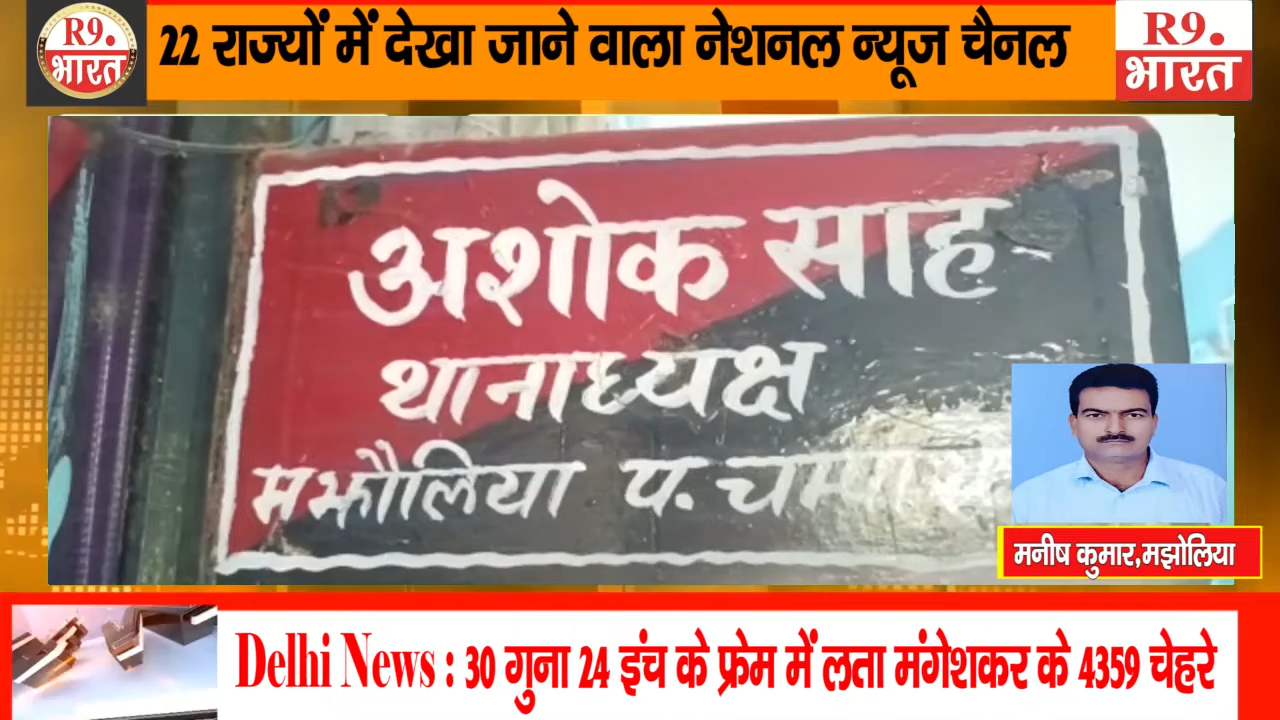 R9.
भारत
22 राज्यों में देखा जाने वाला नेशनल न्यूज चैनल
R9.
भारत
अशोक साह
थानाध्यक्ष
मझौलिया प.
मनीष कुमार,मझोलिया
Delhi News : 30 गुना 24 इंच के फ्रेम में लता मंगेशकर के 4359 चेहरे